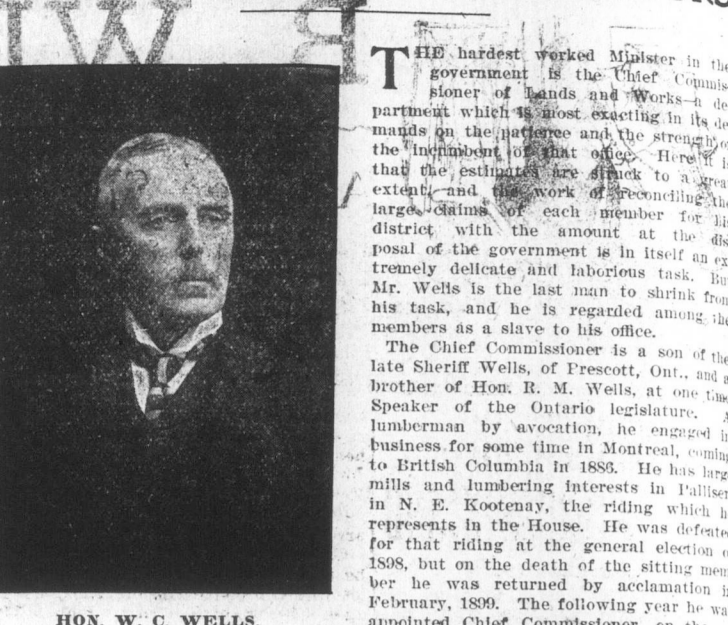 HON. W. C. WELLS
THE hardest worked Minister in the
government is the Chief Commis
sioner of Lands and Works—a de
partment which is most exacting in its de
mands on the patience and the strength of
the incumbent of that office. Here it is
that the estimates are struck to a great
extent, and the work of reconciling the
large claims of each member for his
district with the amount at the dis
posal of the government is in itself an ex
tremely delicate and laborious task. But
Mr. Wells is the last man to shrink from
his task, and he is regarded among the
members as a slave to his office.
The Chief Commissioner is a son of the
late Sheriff Wells, of Prescott, Ont., and a
brother of Hon. R. M. Wells, at one time
Speaker of the Ontario legislature. A
lumberman by avocation, he engaged in
business for some time in Montreal, coming
to British Columbia in 1886. He has large
mills and lumbering interests in Palliser
in N. E. Kootenay, the riding which he
represents in the House. He was defeated
for that riding at the general election of
1898, but on the death of the sitting mem
ber he was returned by acclamation in
February, 1899. The following year he was
appointed Chief Commissioner, on the